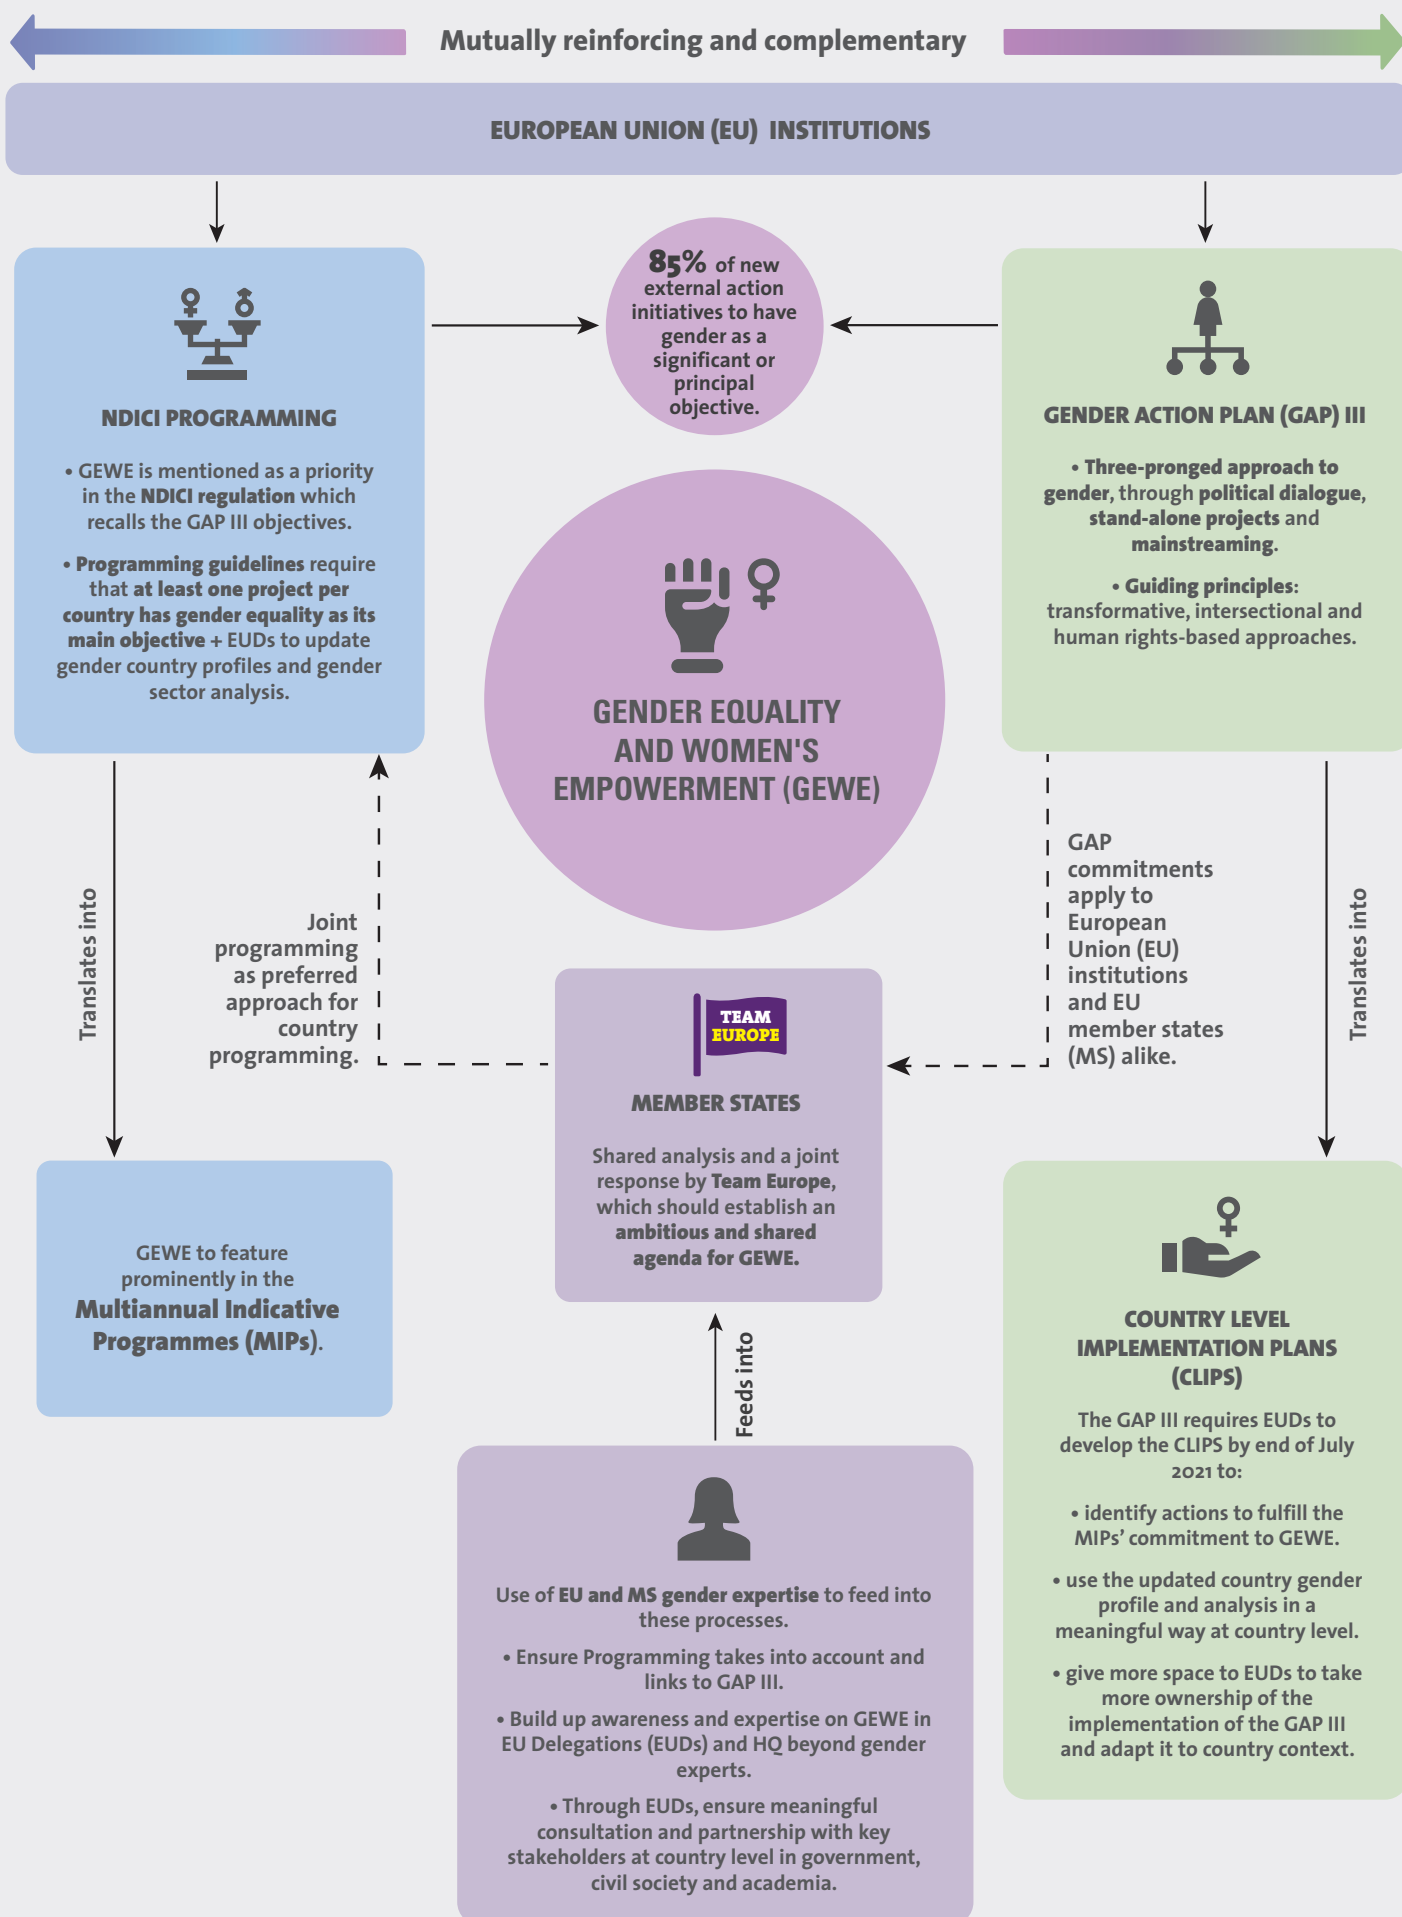 Mutually reinforcing and complementary
EUROPEAN UNION (EU) INSTITUTIONS
NDICI PROGRAMMING
• GEWE is mentioned as a priority
in the NDICI regulation which
recalls the GAP III objectives.
• Programming guidelines require
that at least one project per
country has gender equality as its
main objective + EUDs to update
gender country profiles and gender
sector analysis.
85% of new
external action
initiatives to have
gender as a
significant or
principal
objective.
GENDER ACTION PLAN (GAP) III
• Three-pronged approach to
gender, through political dialogue,
stand-alone projects and
mainstreaming.
• Guiding principles:
transformative, intersectional and
human rights-based approaches.
GENDER EQUALITY
AND WOMEN'S
EMPOWERMENT (GEWE)
Translates into
Joint
programming
as preferred
approach for
country
programming.
GAP
commitments
apply to
European
Union (EU)
institutions
and EU
member states
(MS) alike.
Translates into
TEAM
EUROPE
MEMBER STATES
Shared analysis and a joint
response by Team Europe,
which should establish an
ambitious and shared
agenda for GEWE.
GEWE to feature
prominently in the
Multiannual Indicative
Programmes (MIPs).
Feeds into
COUNTRY LEVEL
IMPLEMENTATION PLANS
(CLIPS)
The GAP III requires EUDs to
develop the CLIPS by end of July
2021 to:
• identify actions to fulfill the
MIPs’ commitment to GEWE.
• use the updated country gender
profile and analysis in a
meaningful way at country level.
• give more space to EUDs to take
more ownership of the
implementation of the GAP III
and adapt it to country context.
Use of EU and MS gender expertise to feed into
these processes.
• Ensure Programming takes into account and
links to GAP III.
• Build up awareness and expertise on GEWE in
EU Delegations (EUDs) and HQ beyond gender
experts.
• Through EUDs, ensure meaningful
consultation and partnership with key
stakeholders at country level in government,
civil society and academia.